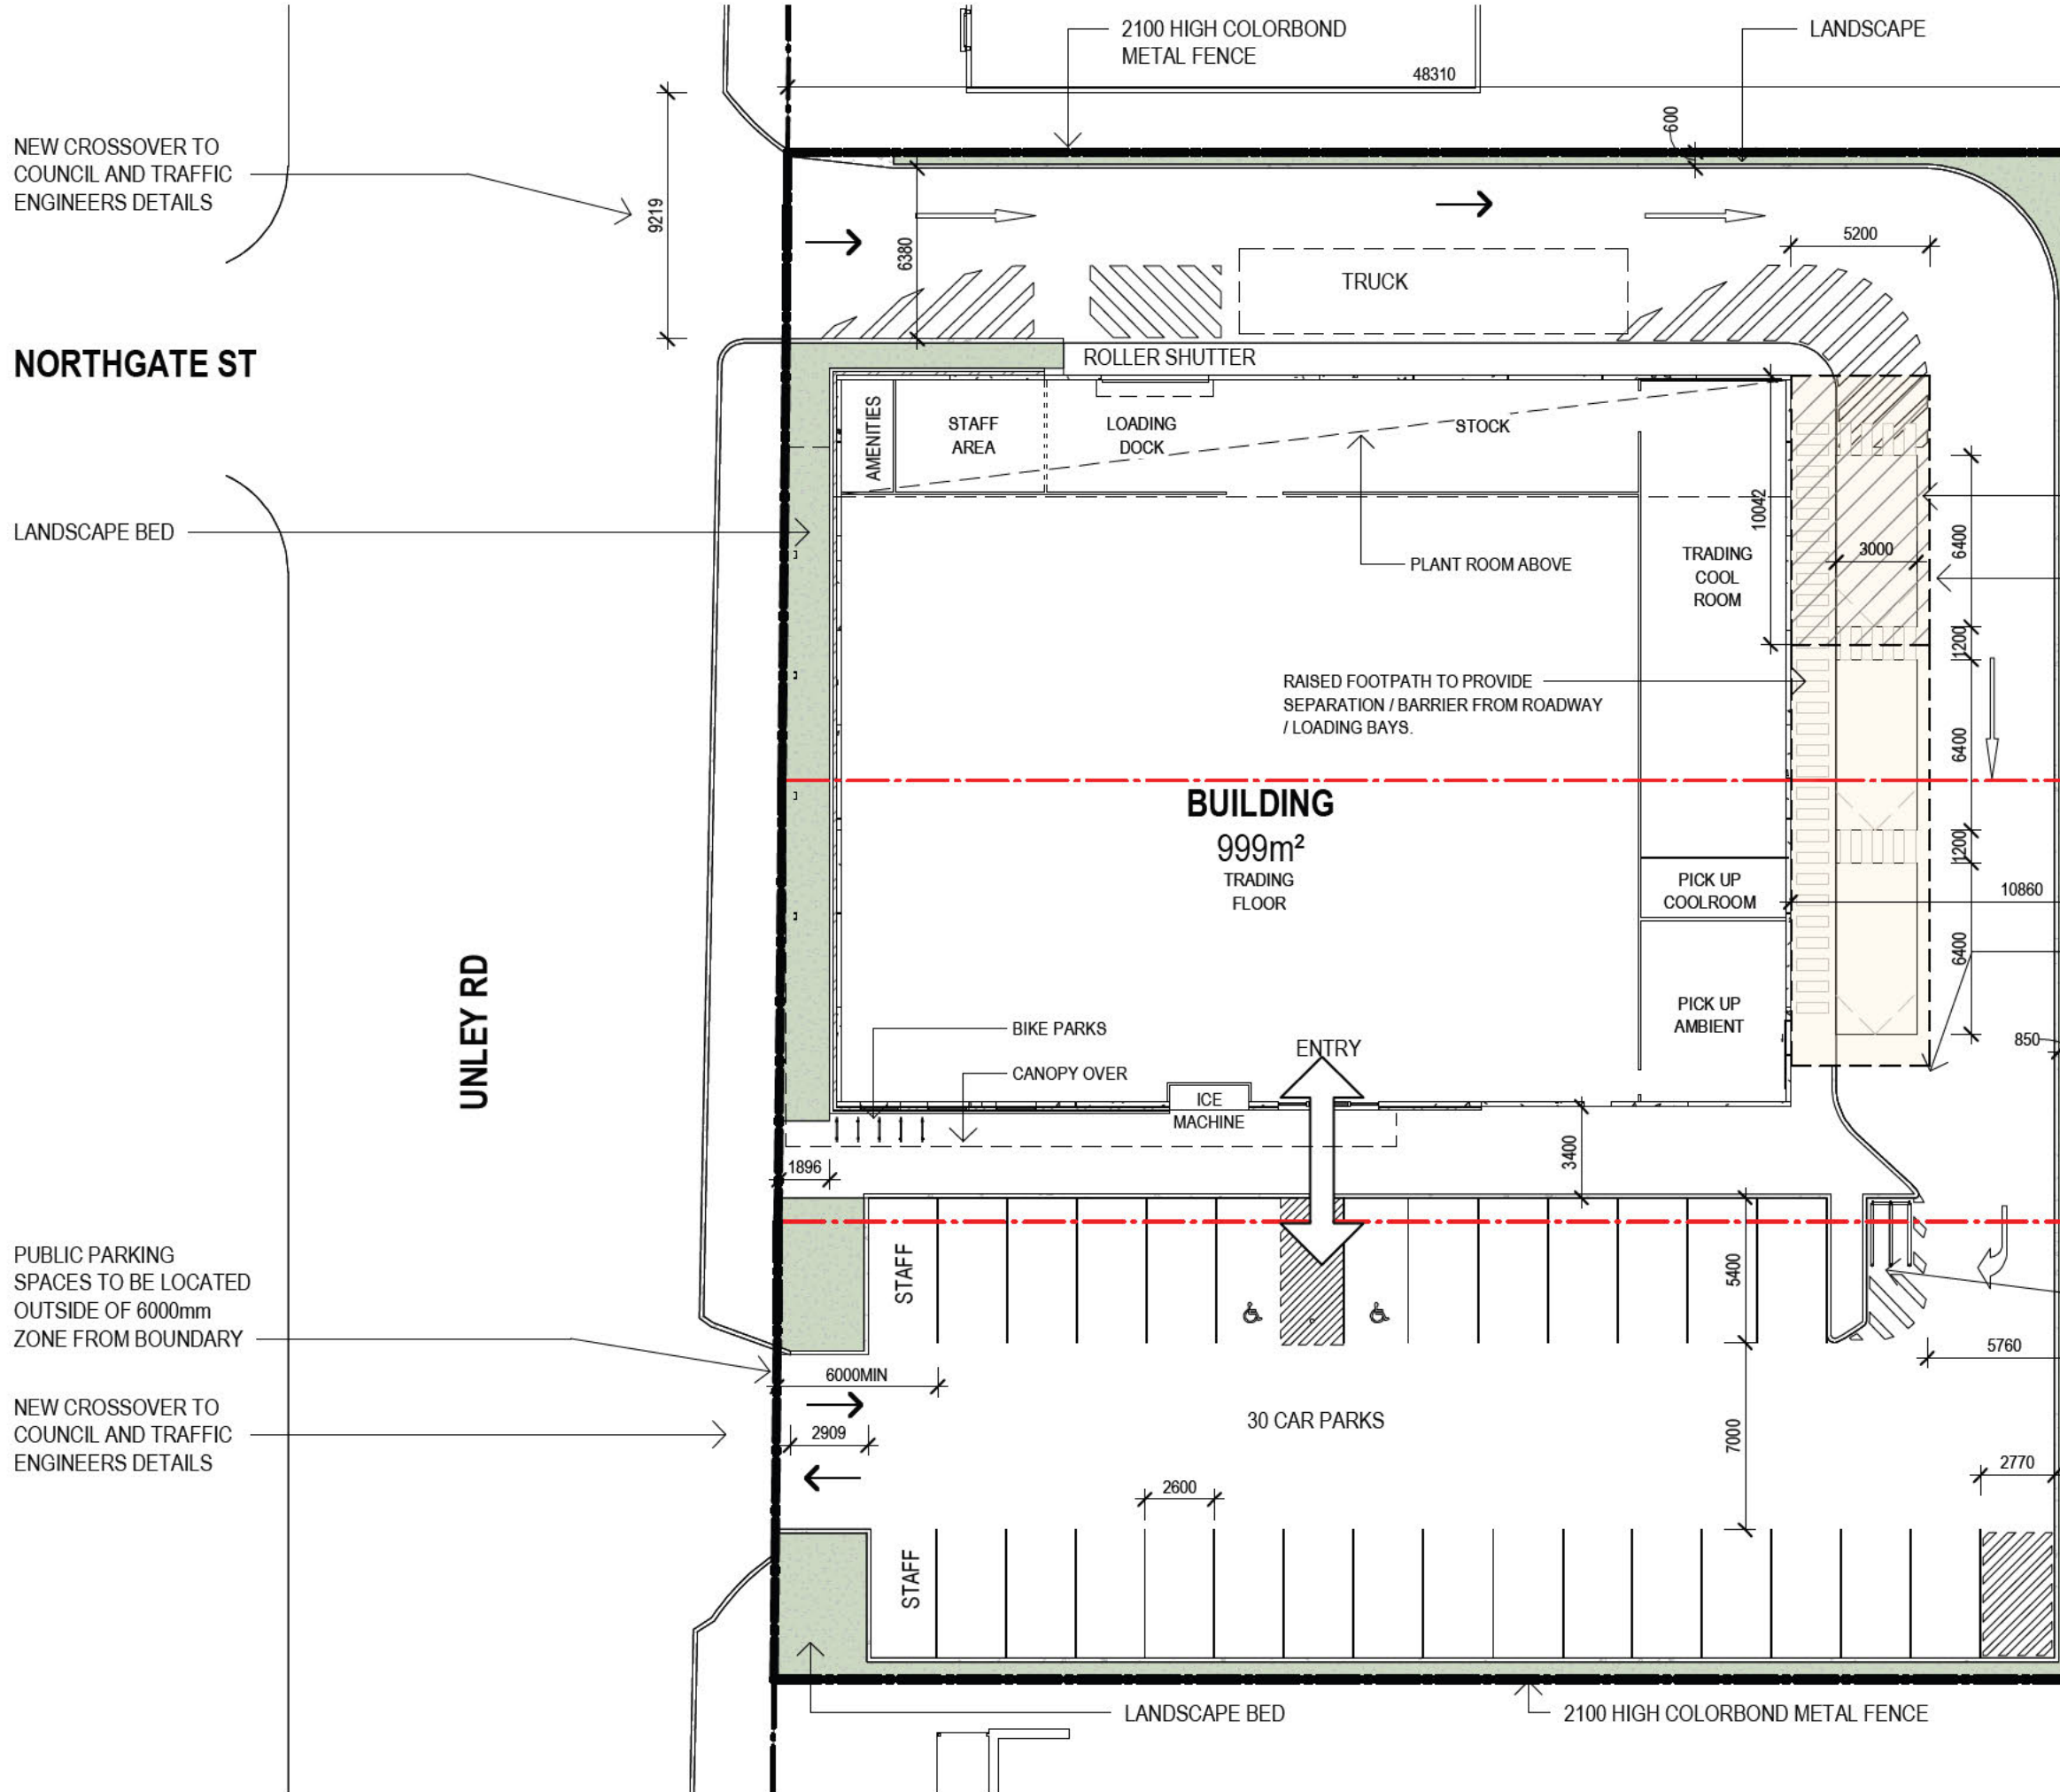 2100 HIGH COLORBOND
METAL FENCE
LANDSCAPE
48310
600
NEW CROSSOVER TO
COUNCIL AND TRAFFIC
ENGINEERS DETAILS
9219
6380
5200
TRUCK
NORTHGATE ST
ROLLER SHUTTER
AMENITIES
STAFF
AREA
LOADING
DOCK
STOCK
LANDSCAPE BED
10042
6400
3000
PLANT ROOM ABOVE
TRADING
COOL
ROOM
1200
RAISED FOOTPATH TO PROVIDE
SEPARATION / BARRIER FROM ROADWAY
/ LOADING BAYS.
6400
BUILDING
999m²
TRADING
FLOOR
1200
PICK UP
COOLROOM
10860
6400
UNLEY RD
PICK UP
AMBIENT
BIKE PARKS
ENTRY
850
CANOPY OVER
ICE
MACHINE
3400
1896
STAFF
5400
PUBLIC PARKING
SPACES TO BE LOCATED
OUTSIDE OF 6000mm
ZONE FROM BOUNDARY
5760
6000MIN
NEW CROSSOVER TO
COUNCIL AND TRAFFIC
ENGINEERS DETAILS
2909
30 CAR PARKS
7000
2770
2600
STAFF
LANDSCAPE BED
2100 HIGH COLORBOND METAL FENCE